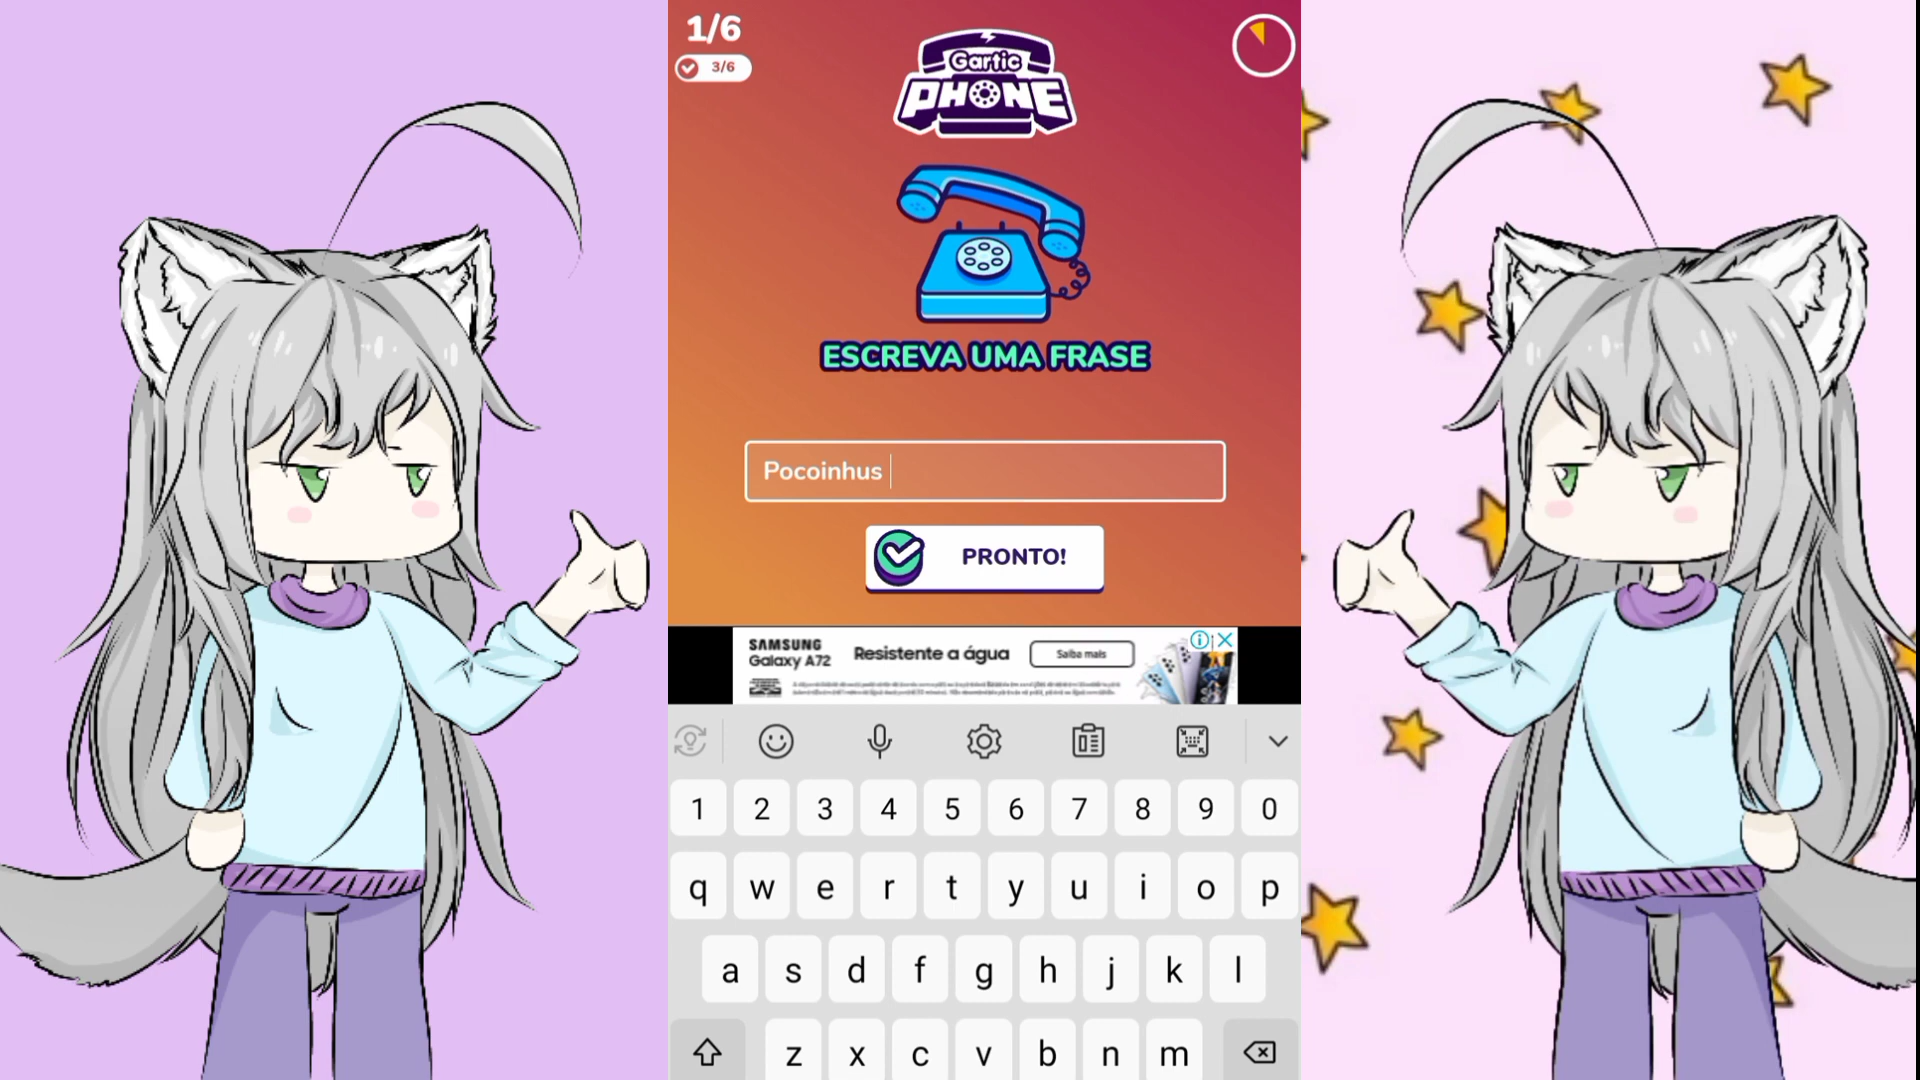 1/6
3/6
Gartic
PHONE
ESCREVA UMA FRASE
Pocoinhus
PRONTO!
SAMSUNG
Galaxy A72
Resistente a água
Saiba mais
1 2 3 4 5 6 7 8 9 0
q w e r t y u i o p
a s d f g h j k l
z x c v b n m